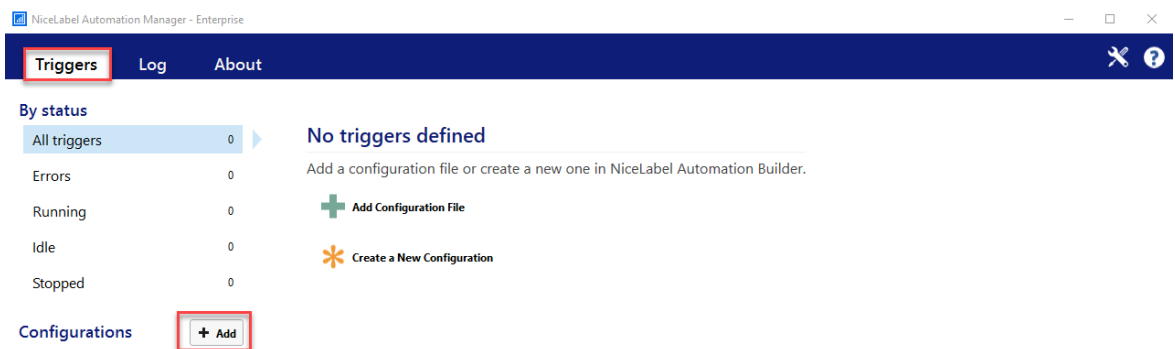 NiceLabel Automation Manager - Enterprise
Triggers Log About
By status
All triggers 0
Errors 0
Running 0
Idle 0
Stopped 0
Configurations + Add
No triggers defined
Add a configuration file or create a new one in NiceLabel Automation Builder.
Add Configuration File
Create a New Configuration